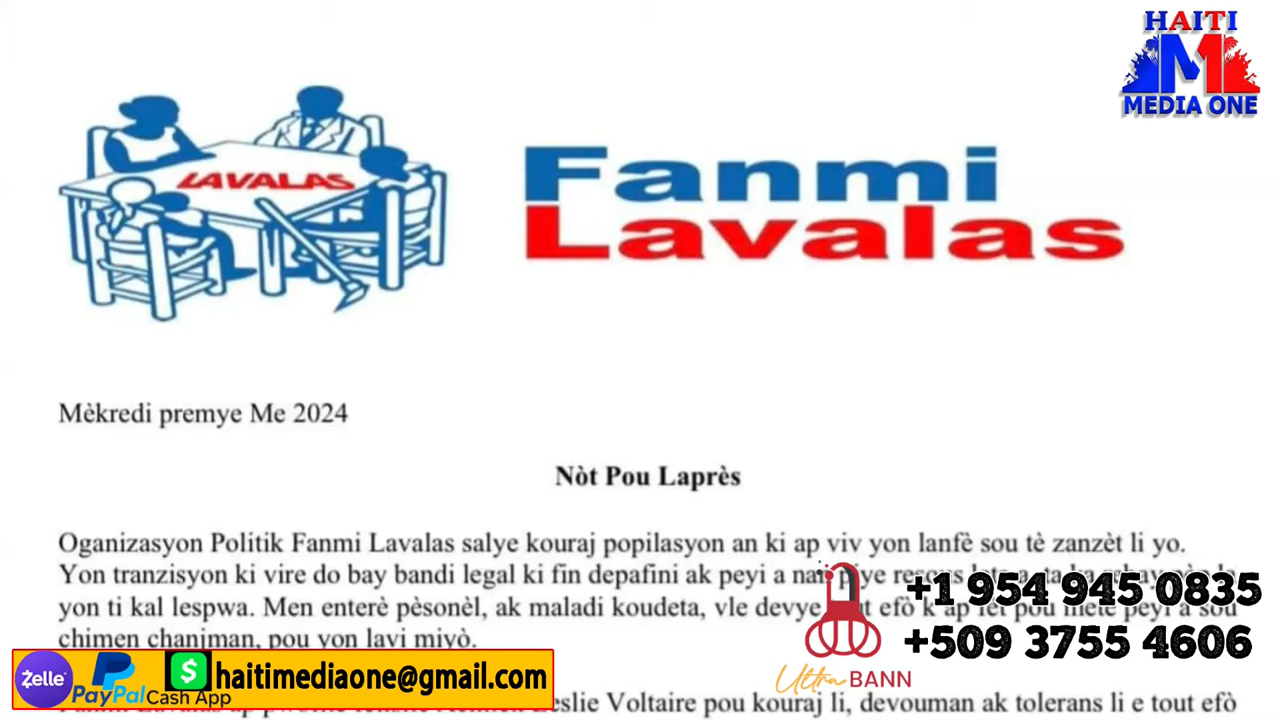 HAITI
MEDIA ONE
LAVALAS
Fanmi
Lavalas
Mèkredi premye Me 2024
Nòt Pou Laprès
Oganizasyon Politik Fanmi Lavalas salye kouraj popilasyon an ki ap viv yon lanfè sou tè zanzèt li yo.
Yon tranzisyon ki vire do bay bandi legal ki fin depafini ak peyi a nan piye resous
yon ti kal lespwa. Men enterè pèsonèl, ak maladi koudeta, vle devye
chimen chaniman, pou yon lavi miyò.
Leslie Voltaire pou kouraj li, devouman ak tolerans li e tout efò
+1 954 945 0835
+509 3755 4606
Ultra BANN
Zelle
PayPal
Cash App
haitimediaone@gmail.com